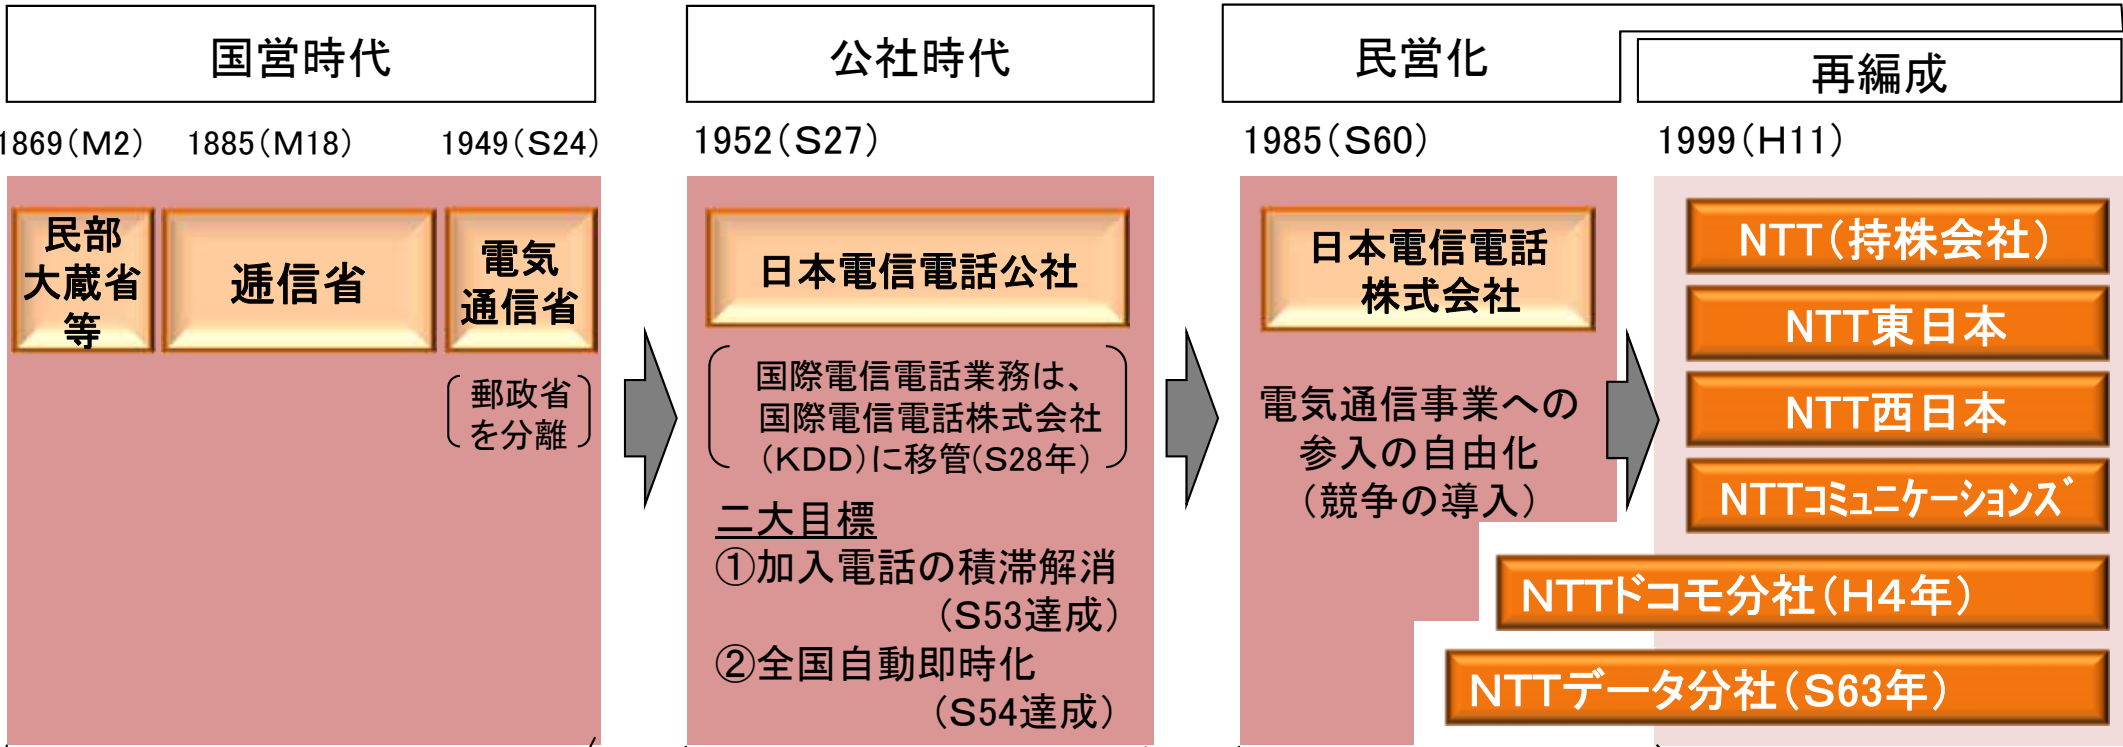 国営時代
公社時代
民営化
再編成
1869(M2)
1885(M18)
1949(S24)
1952(S27)
1985(S60)
1999(H11)
民部
大蔵省
等
逓信省
電気
通信省
郵政省
を分離
日本電信電話公社
国際電信電話業務は、
国際電信電話株式会社
(KDD)に移管(S28年)
二大目標
①加入電話の積滞解消
(S53達成)
②全国自動即時化
(S54達成)
日本電信電話
株式会社
電気通信事業への
参入の自由化
(競争の導入)
NTT(持株会社)
NTT東日本
NTT西日本
NTTコミュニケーションズ
NTTドコモ分社(H4年)
NTTデータ分社(S63年)